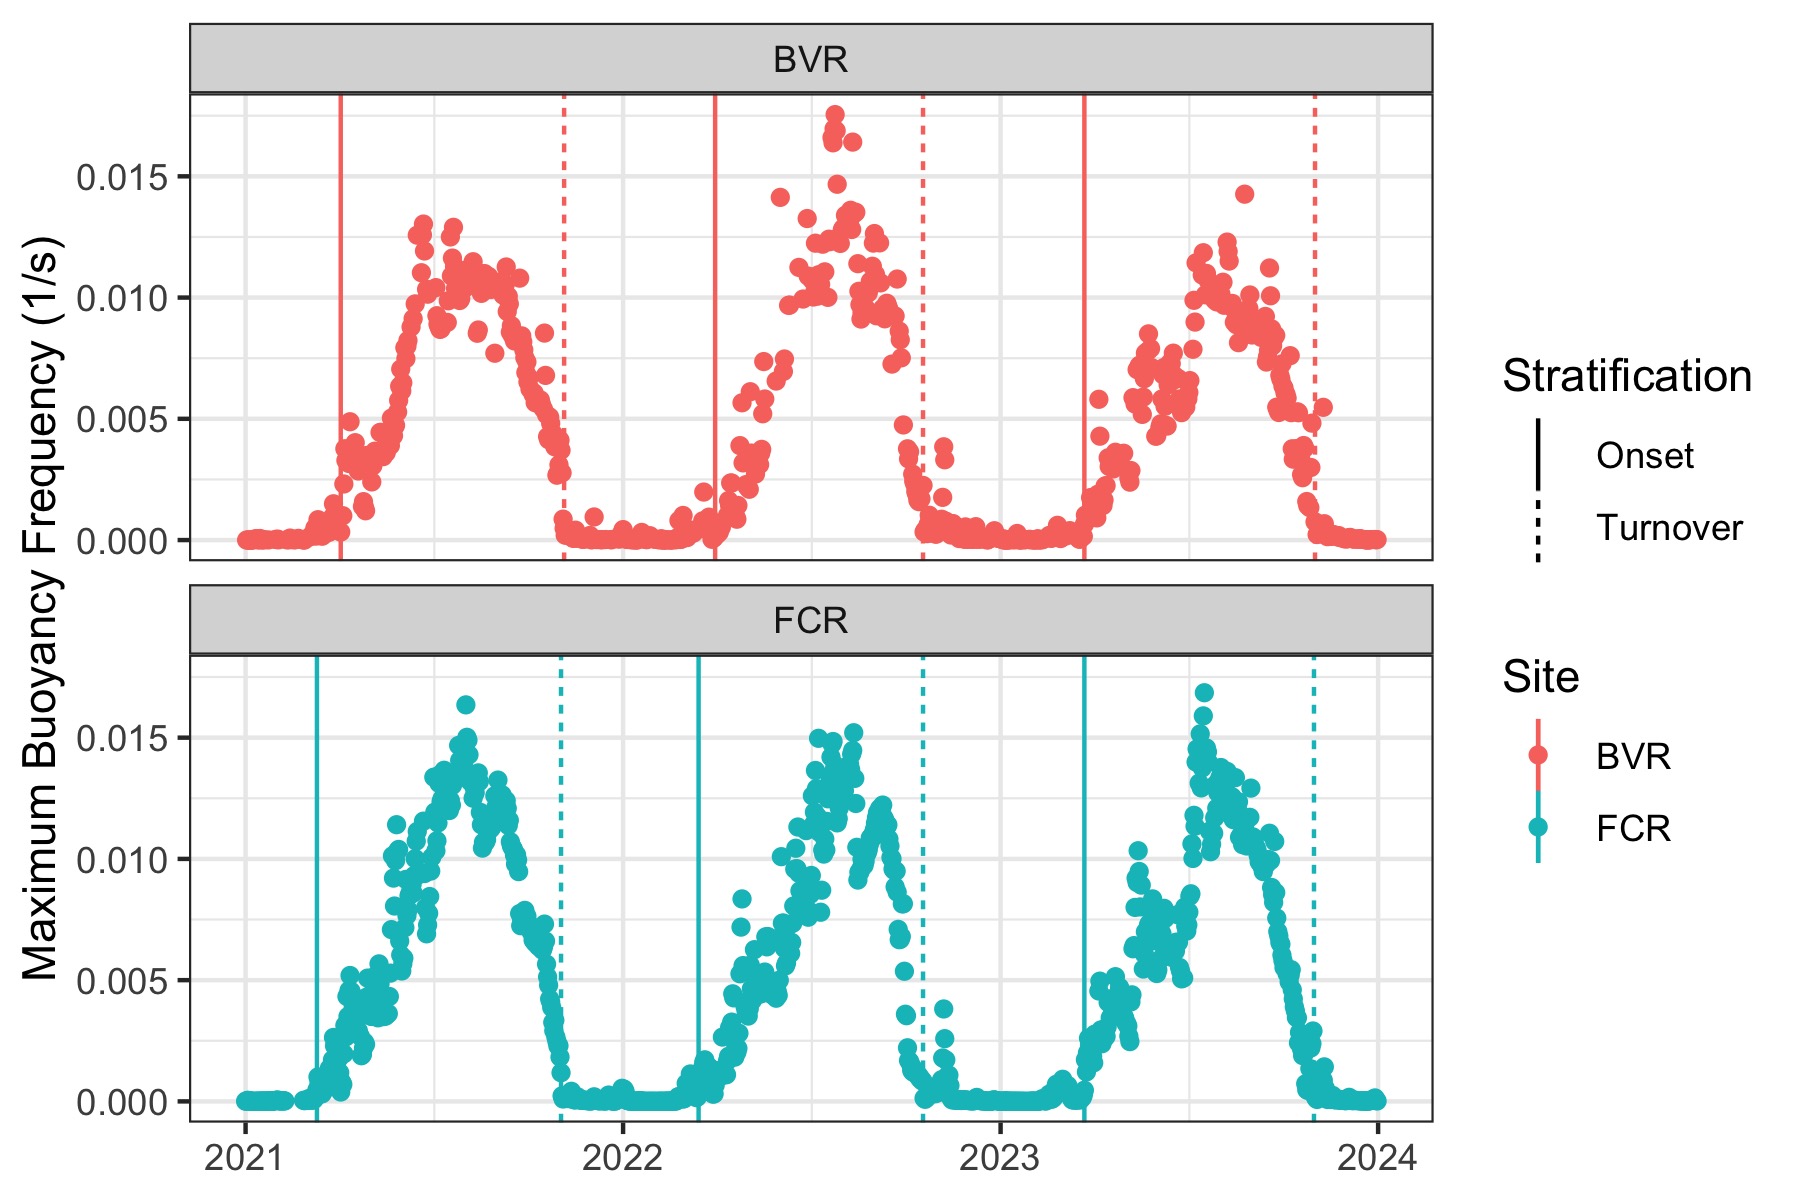 BVR
0.015
0.010
0.005
0.000
FCR
0.015
0.010
0.005
0.000
2021
2022
2023
2024
Maximum Buoyancy Frequency (1/s)
Stratification
Onset
Turnover
Site
BVR
FCR